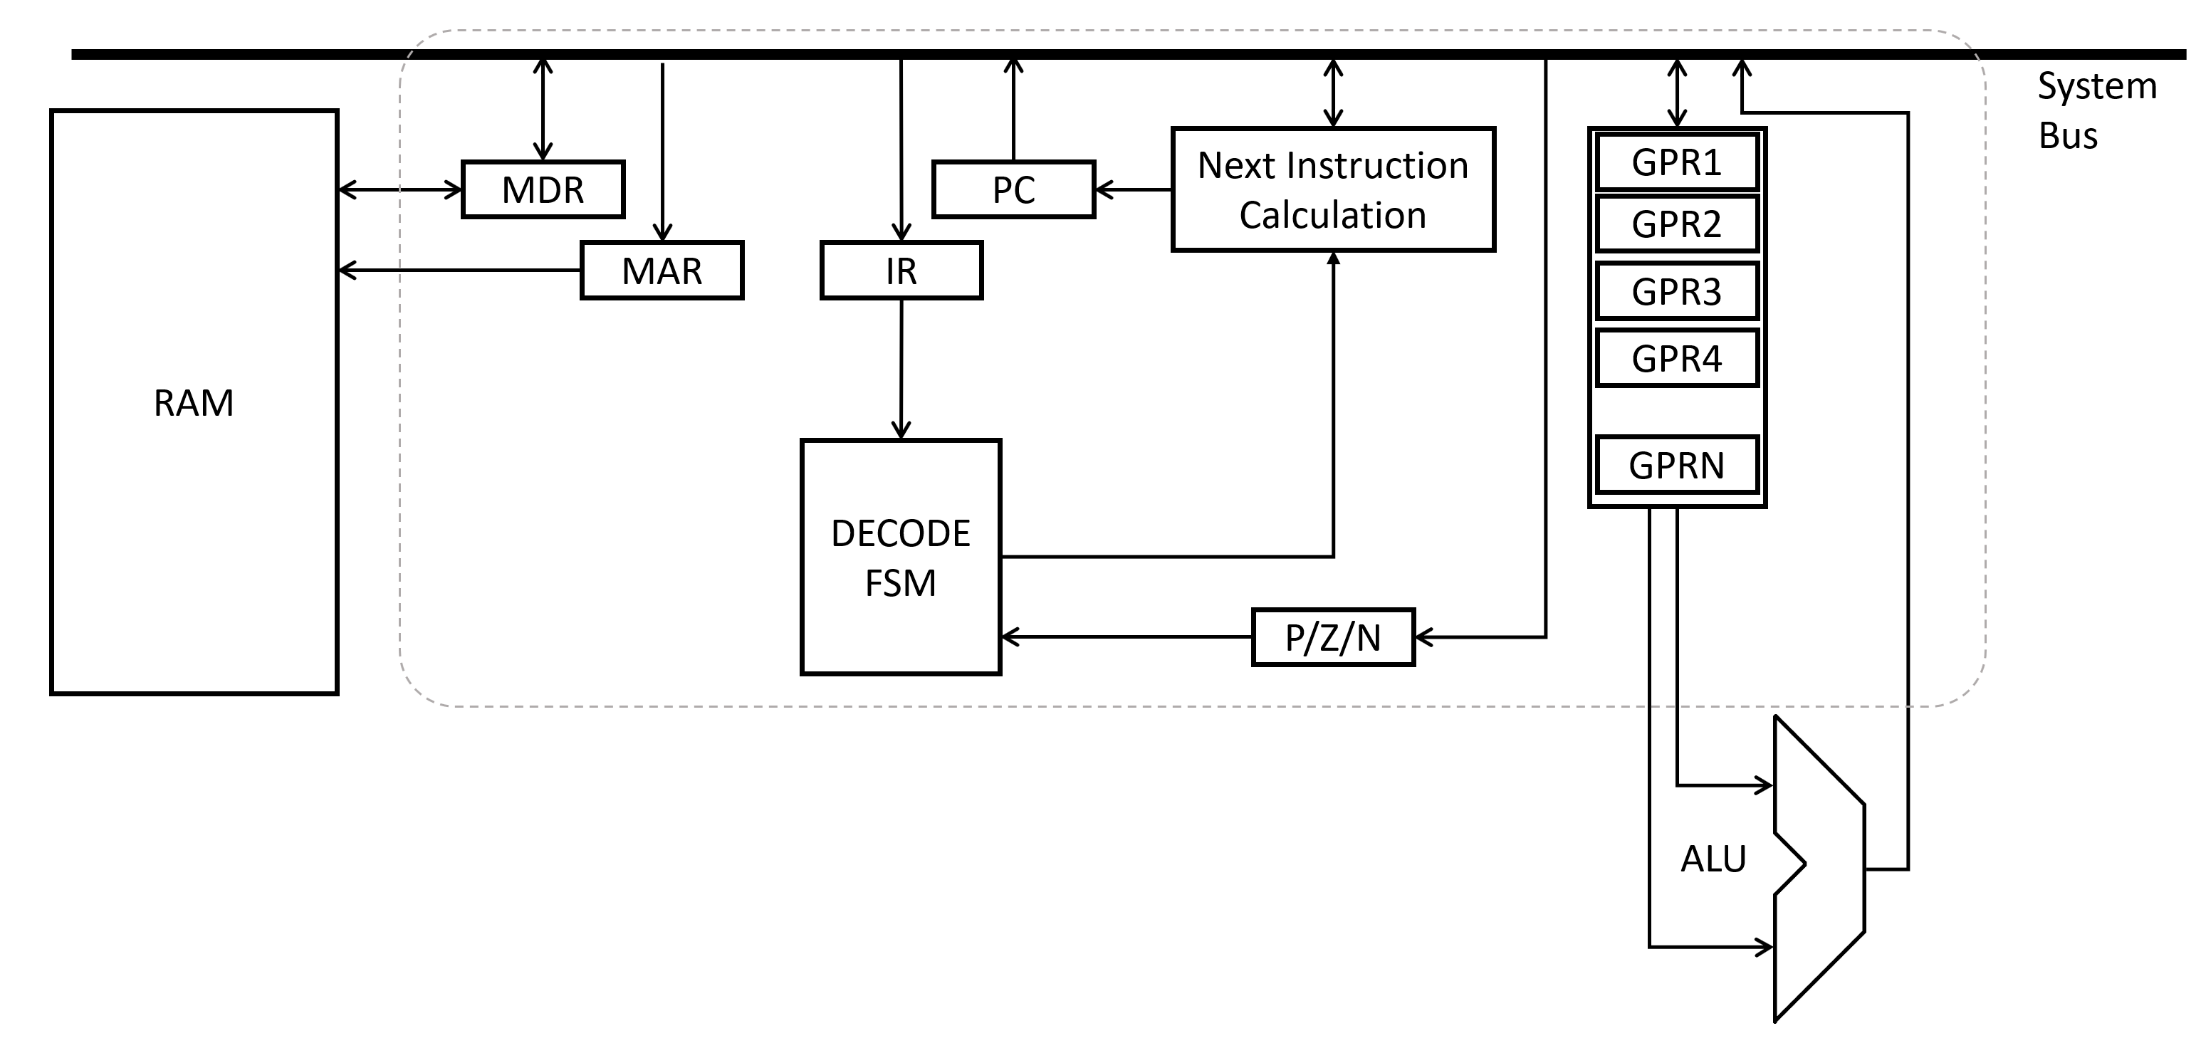 System
Bus
RAM
MDR
MAR
IR
PC
Next Instruction
Calculation
GPR1
GPR2
GPR3
GPR4
GPRN
DECODE
FSM
P/Z/N
ALU